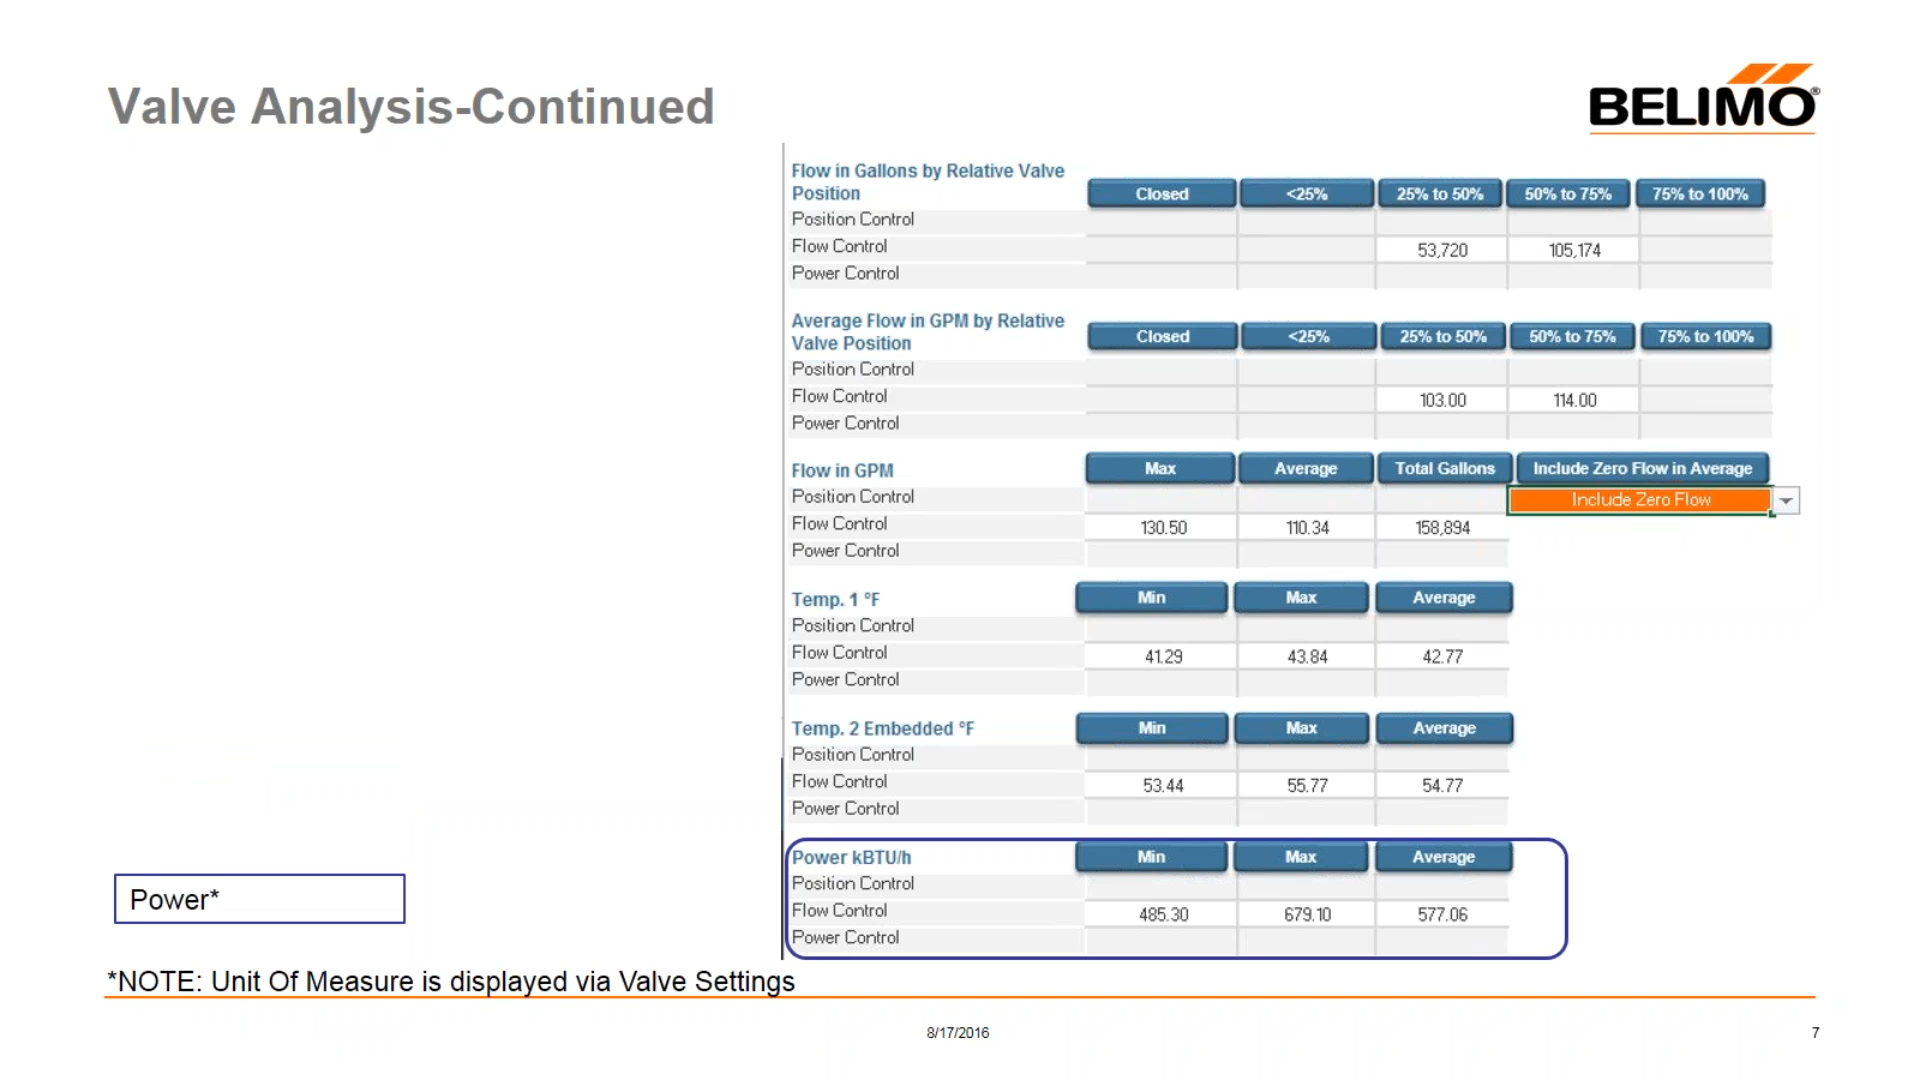 Valve Analysis-Continued
BELIMO®
Flow in Gallons by Relative Valve
Position
Closed <25% 25% to 50% 50% to 75% 75% to 100%
Position Control
Flow Control 53,720 105,174
Power Control
Average Flow in GPM by Relative
Valve Position
Closed <25% 25% to 50% 50% to 75% 75% to 100%
Position Control
Flow Control 103.00 114.00
Power Control
Flow in GPM Max Average Total Gallons Include Zero Flow in Average
Position Control Include Zero Flow
Flow Control 130.50 110.34 158,894
Power Control
Temp. 1 °F Min Max Average
Position Control
Flow Control 41.29 43.84 42.77
Power Control
Temp. 2 Embedded °F Min Max Average
Position Control
Flow Control 53.44 55.77 54.77
Power Control
Power kBTU/h Min Max Average
Position Control
Flow Control 485.30 679.10 577.06
Power Control
Power*
*NOTE: Unit Of Measure is displayed via Valve Settings
8/17/2016 7